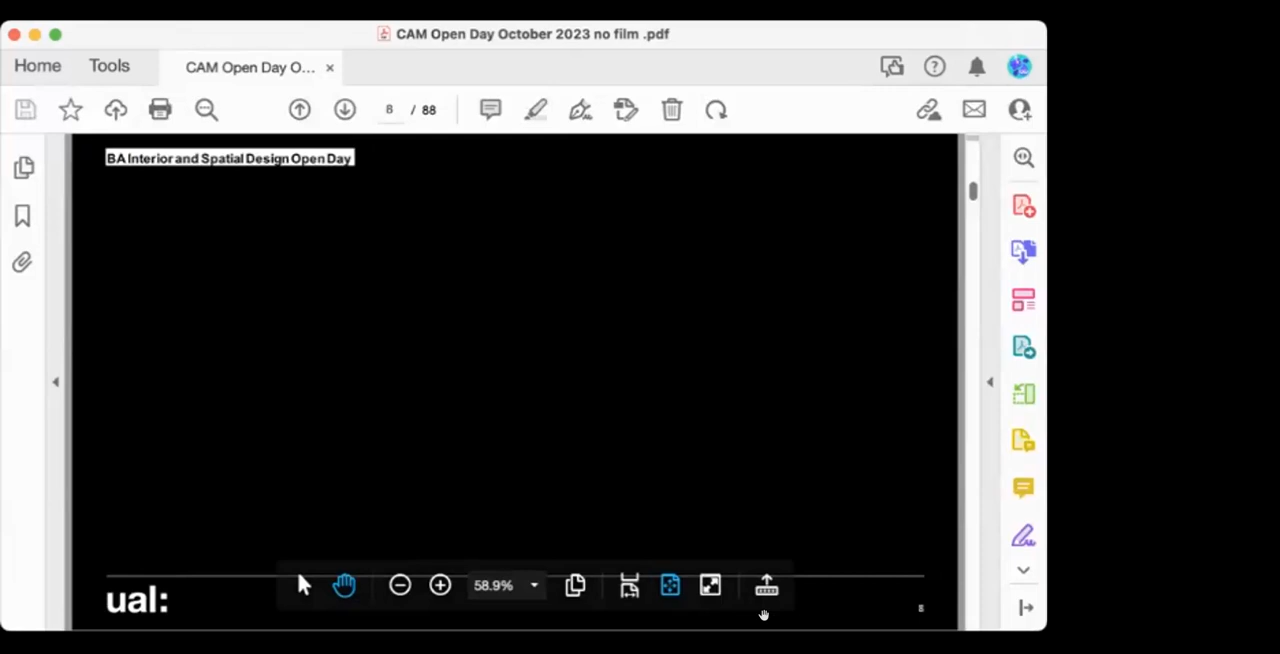 CAM Open Day October 2023 no film .pdf
Home Tools CAM Open Day O... ×
8 / 88
BA Interior and Spatial Design Open Day
58.9%
ual: 8